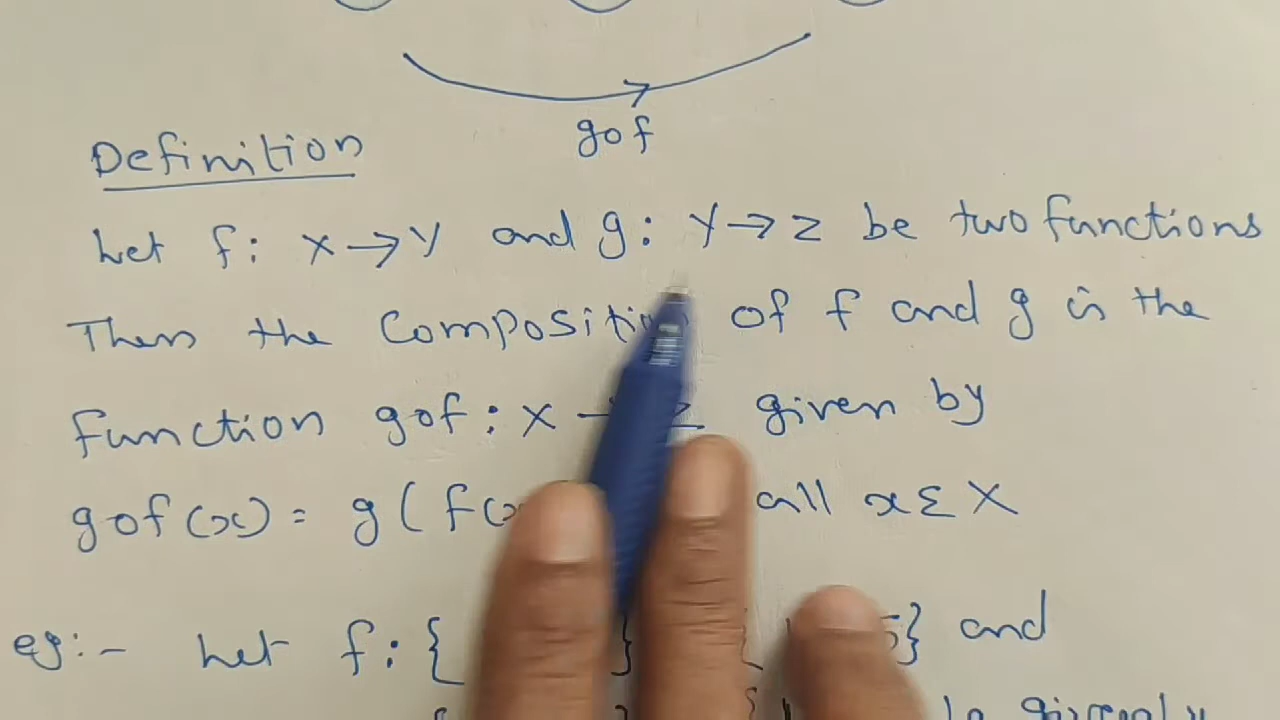 gof
Definition
Let f: X→Y and g: Y→Z be two functions
Then the Composition of f and g is the
function gof: X → Z given by
gof(x) = g(f(x all x∈X
eg:- Let f: { } { 5} and